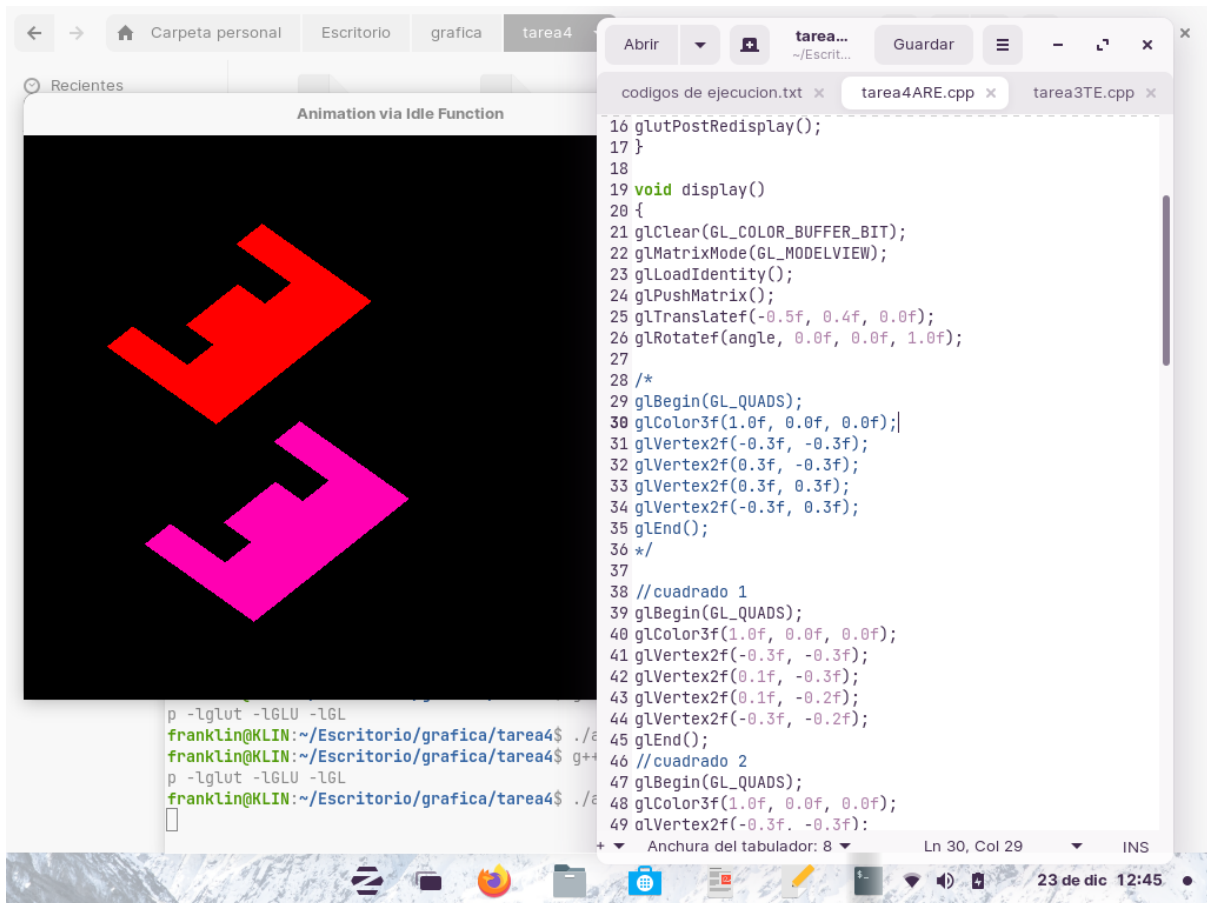 Carpeta personal
Escritorio
grafica
tarea4
Recientes
Animation via Idle Function
Abrir
tarea...
~/Escrit...
Guardar
codigos de ejecucion.txt
tarea4ARE.cpp
tarea3TE.cpp
16 glutPostRedisplay();
17 }
18
19 void display()
20 {
21 glClear(GL_COLOR_BUFFER_BIT);
22 glMatrixMode(GL_MODELVIEW);
23 glLoadIdentity();
24 glPushMatrix();
25 glTranslatef(-0.5f, 0.4f, 0.0f);
26 glRotatef(angle, 0.0f, 0.0f, 1.0f);
27
28 /*
29 glBegin(GL_QUADS);
30 glColor3f(1.0f, 0.0f, 0.0f);
31 glVertex2f(-0.3f, -0.3f);
32 glVertex2f(0.3f, -0.3f);
33 glVertex2f(0.3f, 0.3f);
34 glVertex2f(-0.3f, 0.3f);
35 glEnd();
36 */
37
38 //cuadrado 1
39 glBegin(GL_QUADS);
40 glColor3f(1.0f, 0.0f, 0.0f);
41 glVertex2f(-0.3f, -0.3f);
42 glVertex2f(0.1f, -0.3f);
43 glVertex2f(0.1f, -0.2f);
44 glVertex2f(-0.3f, -0.2f);
45 glEnd();
46 //cuadrado 2
47 glBegin(GL_QUADS);
48 glColor3f(1.0f, 0.0f, 0.0f);
49 glVertex2f(-0.3f, -0.3f);
p -lglut -lGLU -lGL
franklin@KLIN:~/Escritorio/grafica/tarea4$ ./a
franklin@KLIN:~/Escritorio/grafica/tarea4$ g++
p -lglut -lGLU -lGL
franklin@KLIN:~/Escritorio/grafica/tarea4$ ./a
Anchura del tabulador: 8
Ln 30, Col 29
INS
23 de dic 12:45